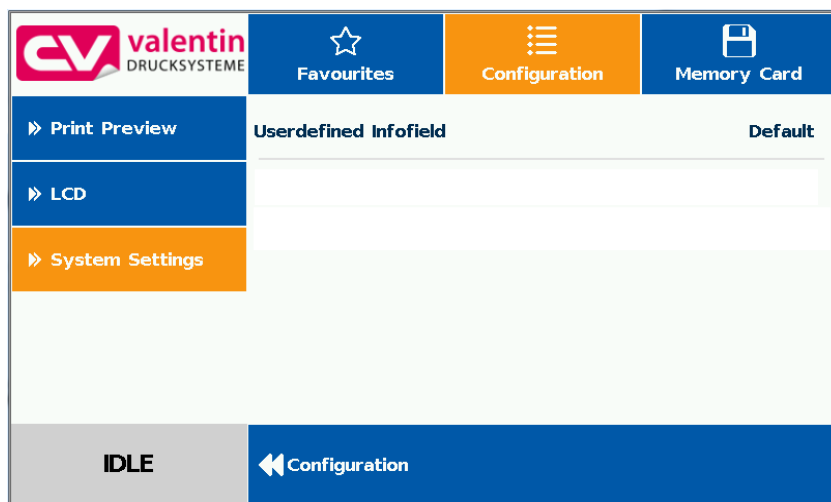 CV valentin
DRUCKSYSTEME
Favourites
Configuration
Memory Card
Print Preview
Userdefined Infofield Default
LCD
System Settings
IDLE
Configuration